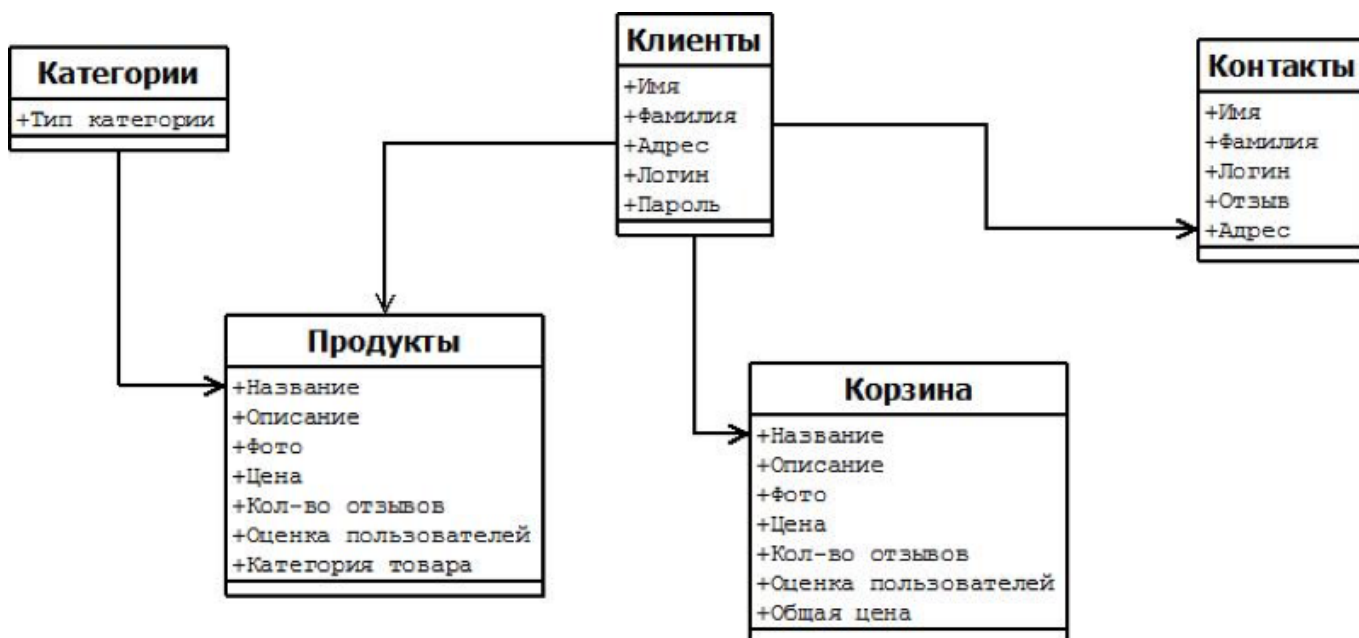 Категории
+Тип категории
Клиенты
+Имя
+Фамилия
+Адрес
+Логин
+Пароль
Контакты
+Имя
+Фамилия
+Логин
+Отзыв
+Адрес
Продукты
+Название
+Описание
+Фото
+Цена
+Кол-во отзывов
+Оценка пользователей
+Категория товара
Корзина
+Название
+Описание
+Фото
+Цена
+Кол-во отзывов
+Оценка пользователей
+Общая цена